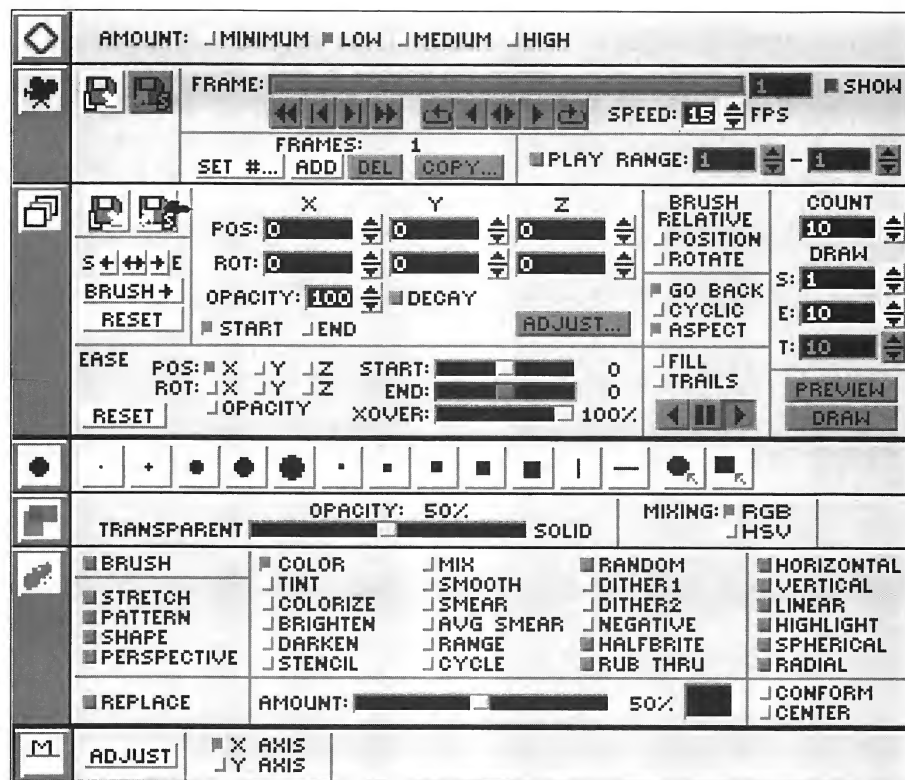 AMOUNT: MINIMUM LOW MEDIUM HIGH
FRAME: 1 SHOW
SPEED: 15 FPS
FRAMES: 1
SET #... ADD DEL COPY...
PLAY RANGE: 1 - 1
X Y Z
POS: 0 0 0
ROT: 0 0 0
OPACITY: 100 DECAY
START END ADJUST...
S E
BRUSH
RESET
BRUSH
RELATIVE
POSITION
ROTATE
GO BACK
CYCLIC
ASPECT
FILL
TRAILS
COUNT
10
DRAW
S: 1
E: 10
T: 10
PREVIEW
DRAW
EASE
POS: X Y Z
ROT: X Y Z
OPACITY
RESET
START: 0
END: 0
XOVER: 100%
OPACITY: 50%
TRANSPARENT SOLID
MIXING: RGB
HSV
BRUSH
STRETCH
PATTERN
SHAPE
PERSPECTIVE
COLOR MIX RANDOM
TINT SMOOTH DITHER1
COLORIZE SMEAR DITHER2
BRIGHTEN AVG SMEAR NEGATIVE
DARKEN RANGE HALFBRITE
STENCIL CYCLE RUB THRU
HORIZONTAL
VERTICAL
LINEAR
HIGHLIGHT
SPHERICAL
RADIAL
REPLACE
AMOUNT: 50%
CONFORM
CENTER
ADJUST
X AXIS
Y AXIS